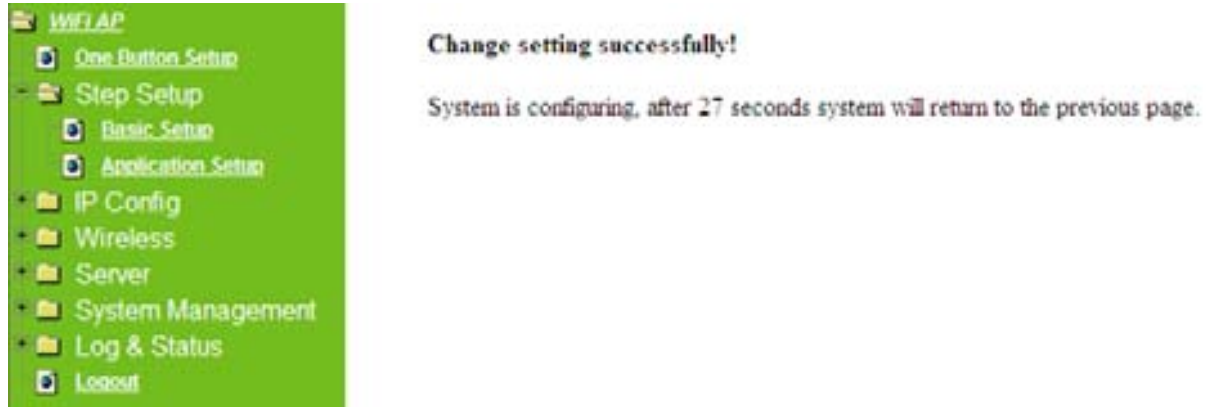 WiFi AP
One Button Setup
Step Setup
Basic Setup
Application Setup
IP Config
Wireless
Server
System Management
Log & Status
Logout
Change setting successfully!
System is configuring, after 27 seconds system will return to the previous page.